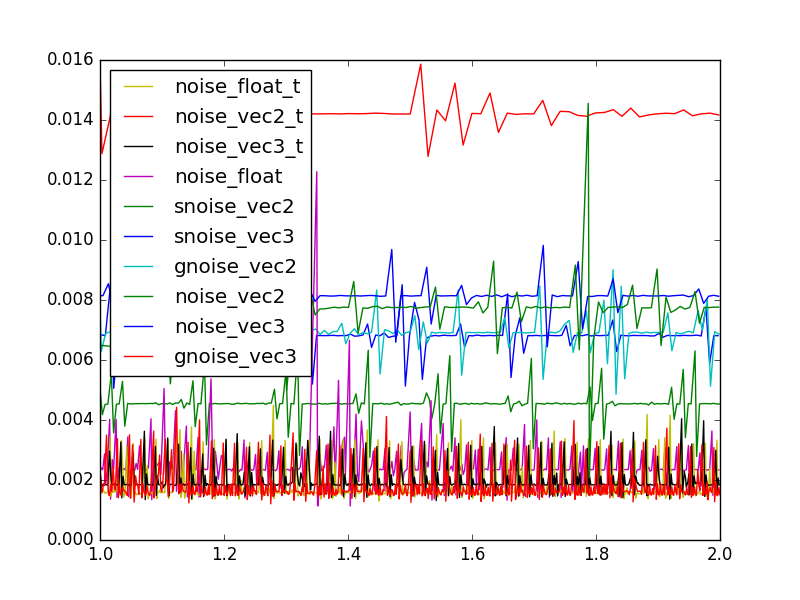 0.016
0.014
0.012
0.010
0.008
0.006
0.004
0.002
0.000
noise_float_t
noise_vec2_t
noise_vec3_t
noise_float
snoise_vec2
snoise_vec3
gnoise_vec2
noise_vec2
noise_vec3
gnoise_vec3
1.0 1.2 1.4 1.6 1.8 2.0